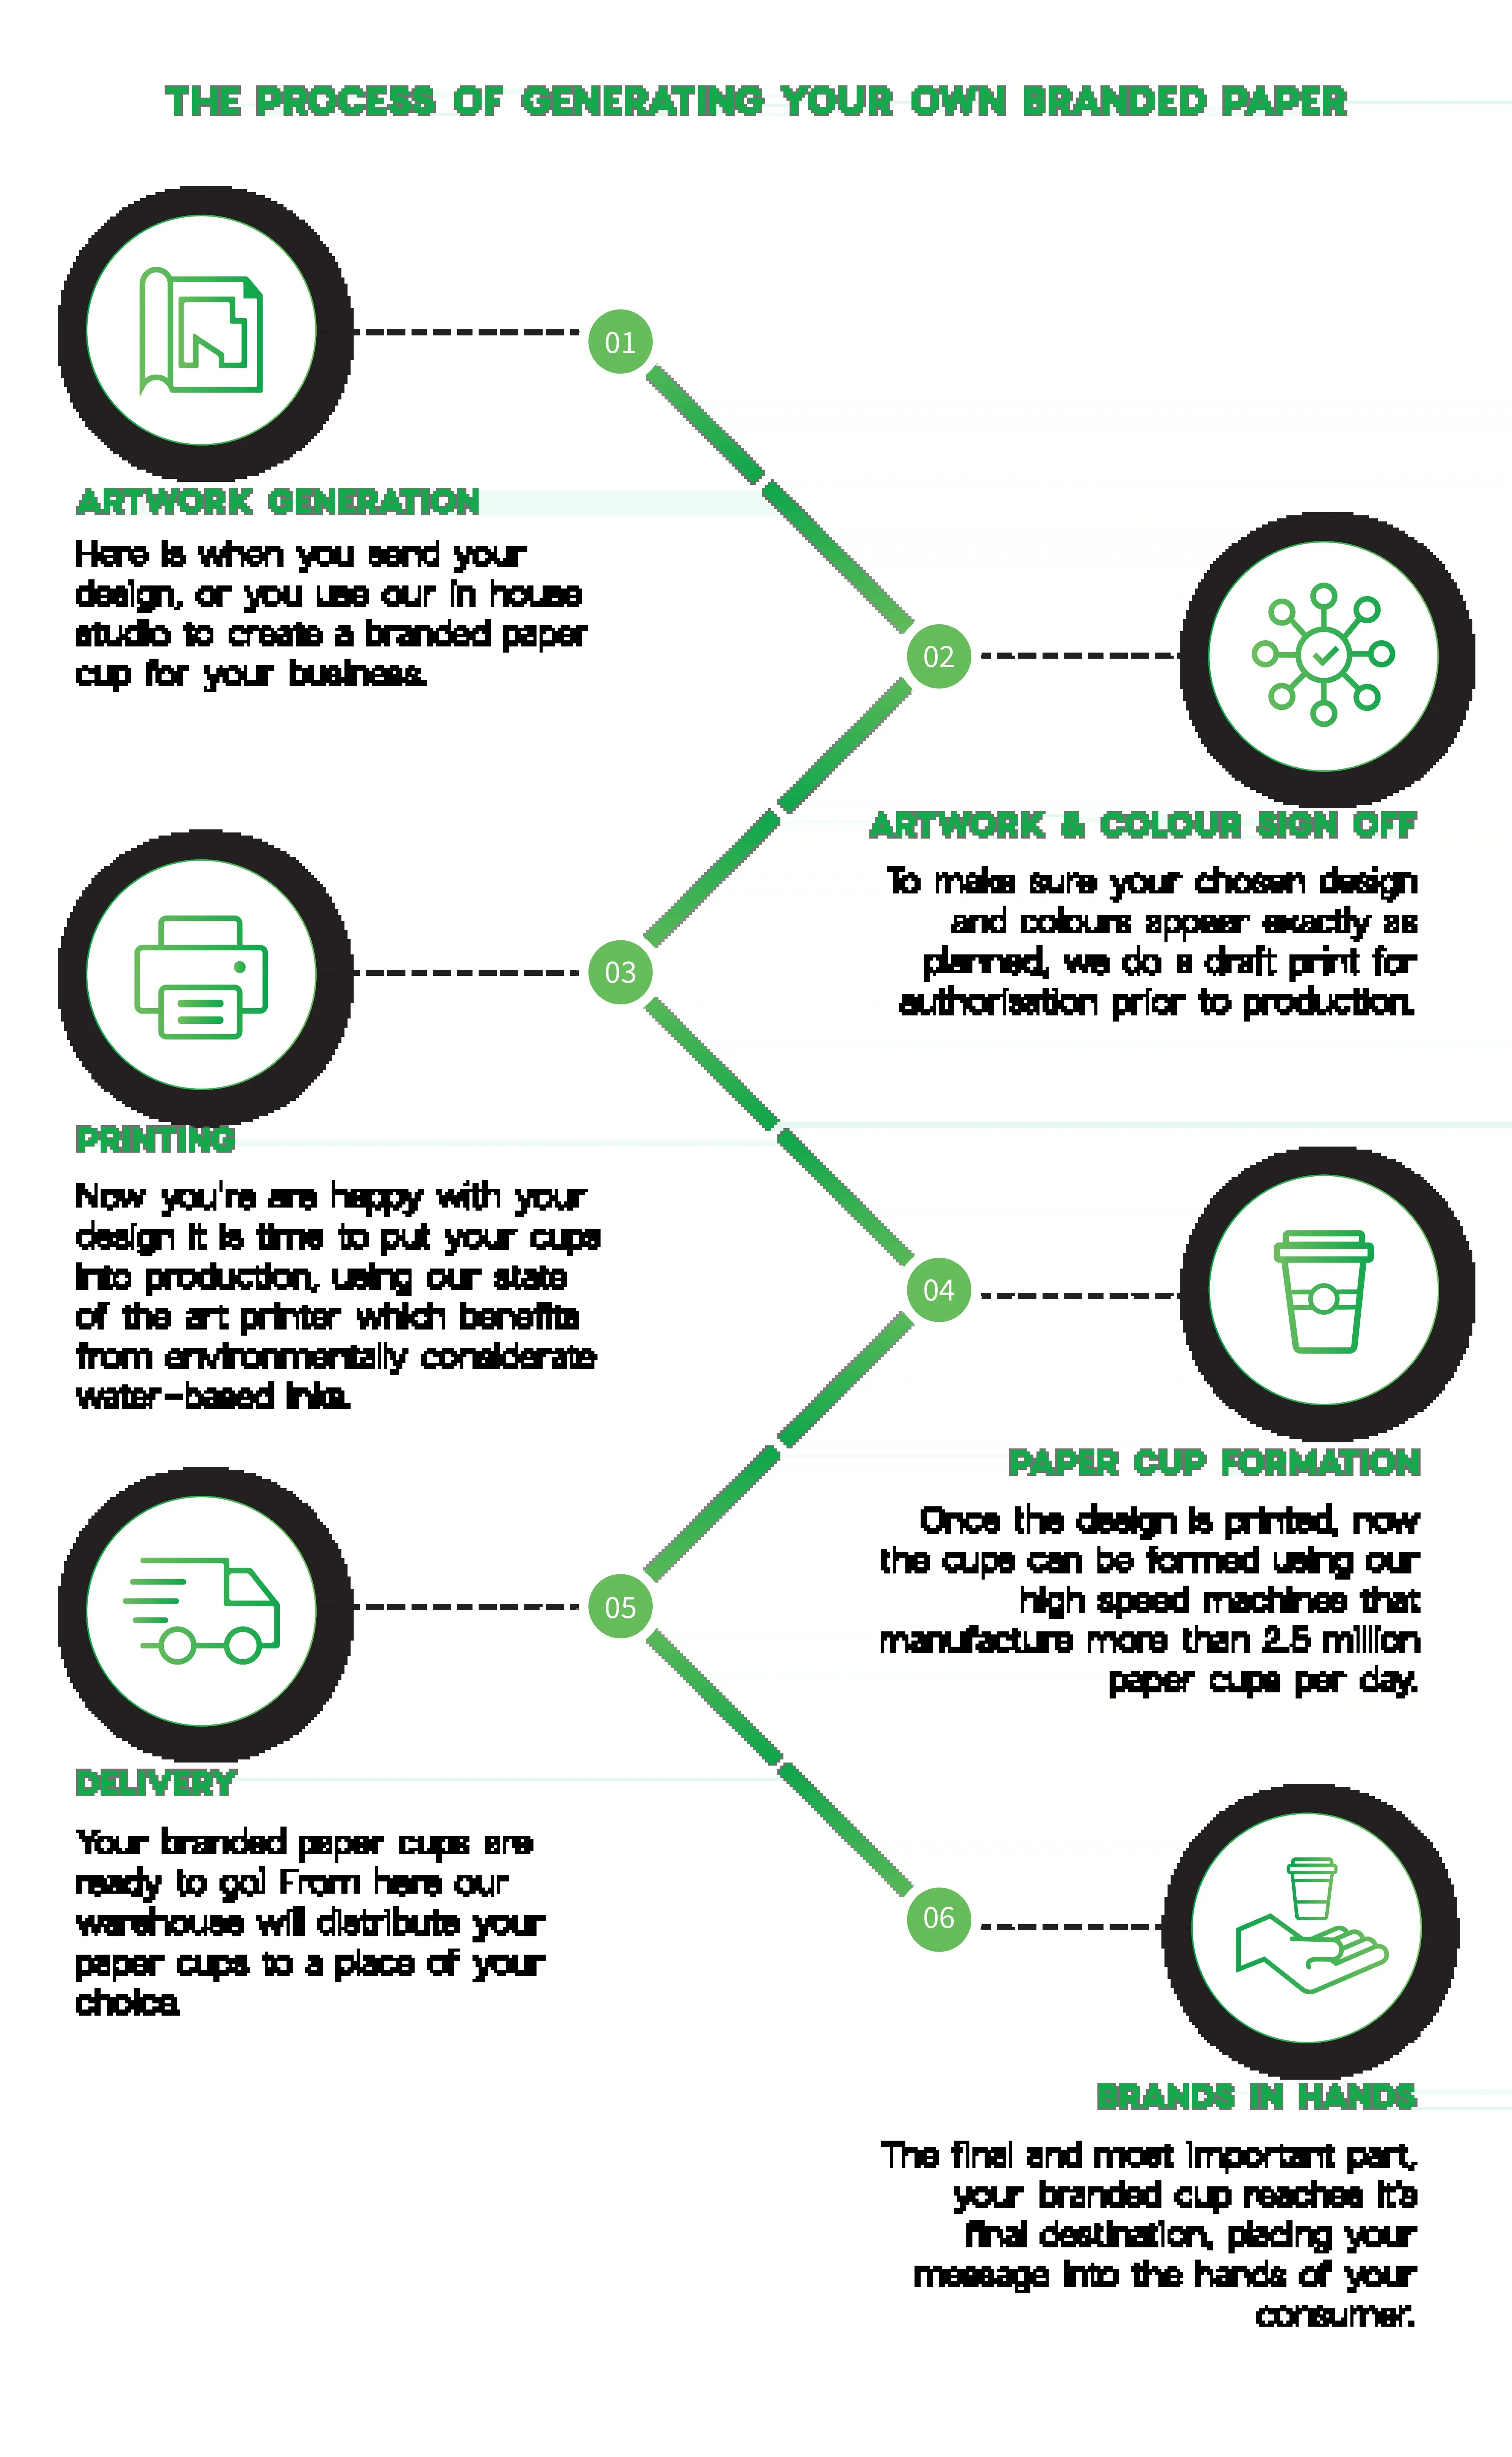 THE PROCESS OF GENERATING YOUR OWN BRANDED PAPER
01
ARTWORK GENERATION
Here is when you send your
design, or you use our in house
studio to create a branded paper
cup for your business.
02
ARTWORK & COLOUR SIGN OFF
To make sure your chosen design
and colours appear exactly as
planned, we do a draft print for
authorisation prior to production.
03
PRINTING
Now you're are happy with your
design it is time to put your cups
into production, using our state
of the art printer which benefits
from environmentally considerate
water-based inks.
04
PAPER CUP FORMATION
Once the design is printed, now
the cups can be formed using our
high speed machines that
manufacture more than 2.5 million
paper cups per day.
05
DELIVERY
Your branded paper cups are
ready to go! From here our
warehouse will distribute your
paper cups to a place of your
choice.
06
BRANDS IN HANDS
The final and most important part,
your branded cup reaches it's
final destination, placing your
message into the hands of your
consumer.